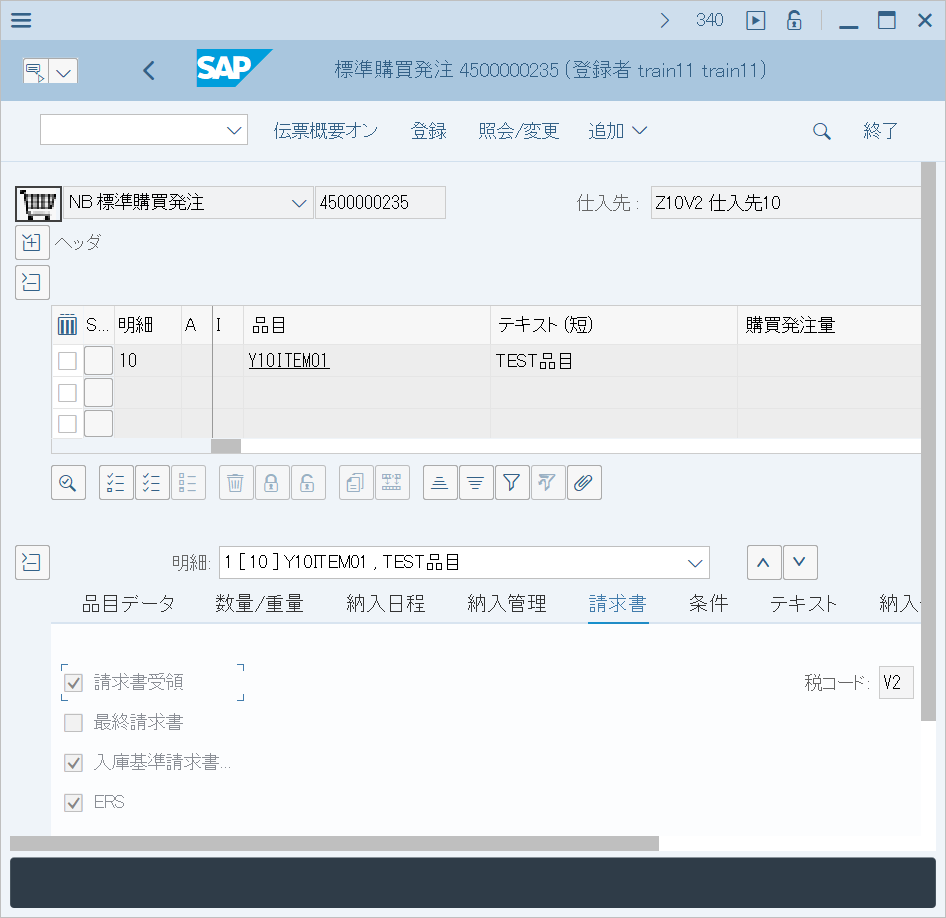 340
SAP 標準購買発注 4500000235 (登録者 train11 train11)
伝票概要オン 登録 照会/変更 追加 終了
NB 標準購買発注 4500000235 仕入先 : Z10V2 仕入先10
ヘッダ
S... 明細 A I 品目 テキスト (短) 購買発注量
10 Y10ITEM01 TEST品目
明細: 1 [ 10 ] Y10ITEM01 , TEST品目
品目データ 数量/重量 納入日程 納入管理 請求書 条件 テキスト 納入
請求書受領 税コード: V2
最終請求書
入庫基準請求書...
ERS